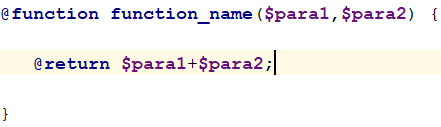 @function function_name($para1,$para2) {
@return $para1+$para2;
}